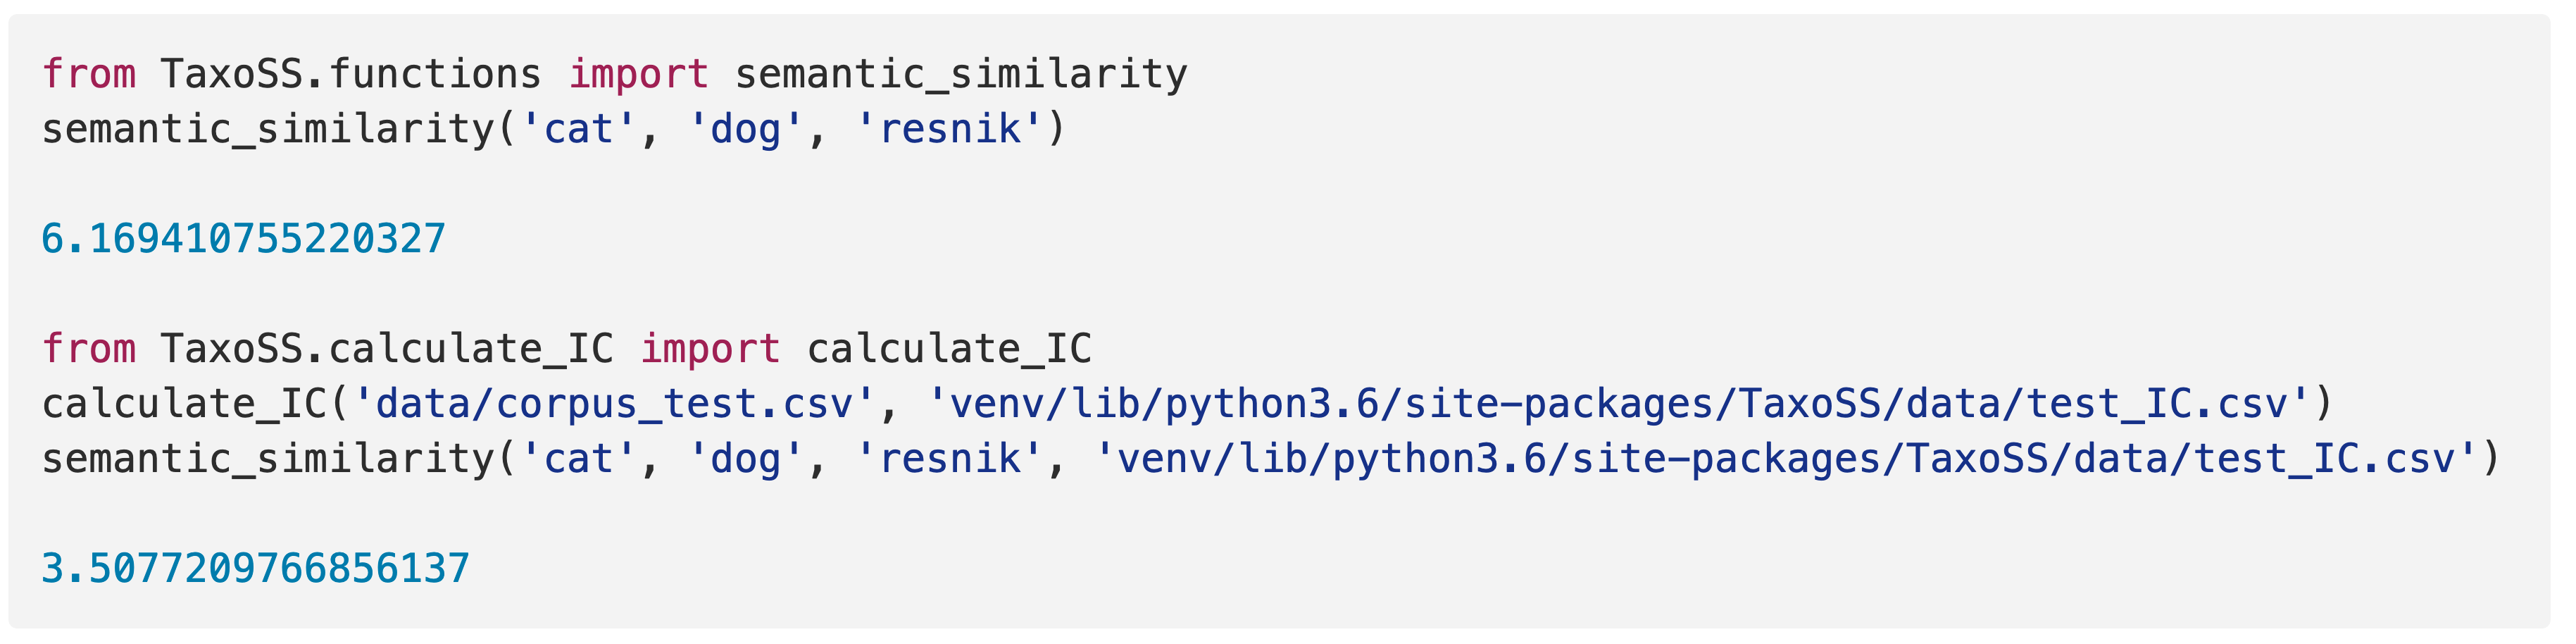 from TaxoSS.functions import semantic_similarity
semantic_similarity('cat', 'dog', 'resnik')
6.169410755220327
from TaxoSS.calculate_IC import calculate_IC
calculate_IC('data/corpus_test.csv', 'venv/lib/python3.6/site-packages/TaxoSS/data/test_IC.csv')
semantic_similarity('cat', 'dog', 'resnik', 'venv/lib/python3.6/site-packages/TaxoSS/data/test_IC.csv')
3.5077209766856137